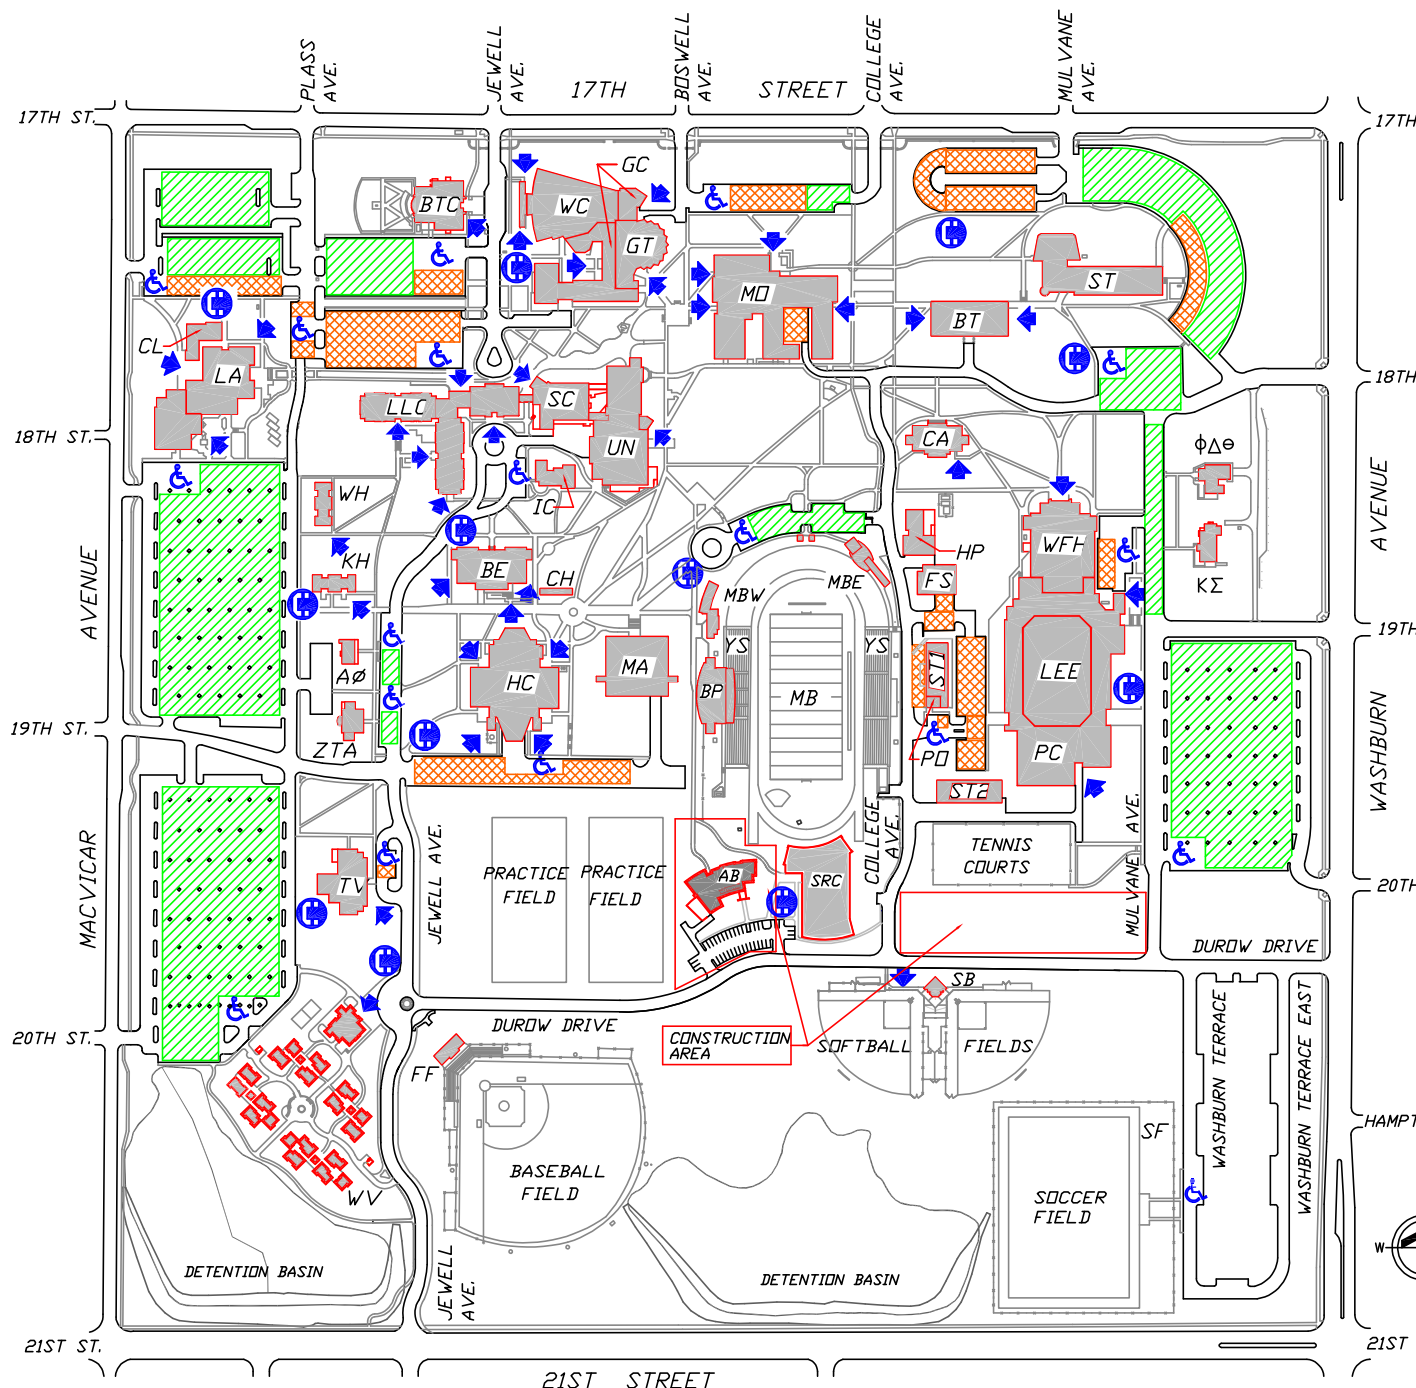 PLASS
AVE.
JEWELL
AVE.
17TH
BOSWELL
AVE.
STREET
COLLEGE
AVE.
MULVANE
AVE.
17TH ST.
17TH
GC
BTC
WC
GT
MO
ST
BT
CL
LA
18TH
LLC
SC
UN
CA
18TH ST.
ΦΔΘ
WH
IC
AVENUE
AVENUE
KH
BE
CH
MBW
MBE
HP
FS
WFH
ΚΣ
19TH
YS
YS
MA
HC
BP
MB
ST1
LEE
AØ
ZTA
PO
PC
19TH ST.
WASHBURN
ST2
MACVICAR
TV
JEWELL AVE.
PRACTICE
FIELD
PRACTICE
FIELD
AB
SRC
COLLEGE
AVE.
TENNIS
COURTS
MULVANE AVE.
20TH
DUROW DRIVE
SB
20TH ST.
DUROW DRIVE
CONSTRUCTION
AREA
SOFTBALL FIELDS
WASHBURN TERRACE
WASHBURN TERRACE EAST
FF
HAMPT
SF
BASEBALL
FIELD
SOCCER
FIELD
WV
W
DETENTION BASIN
DETENTION BASIN
JEWELL
AVE.
21ST ST.
21ST
21ST STREET